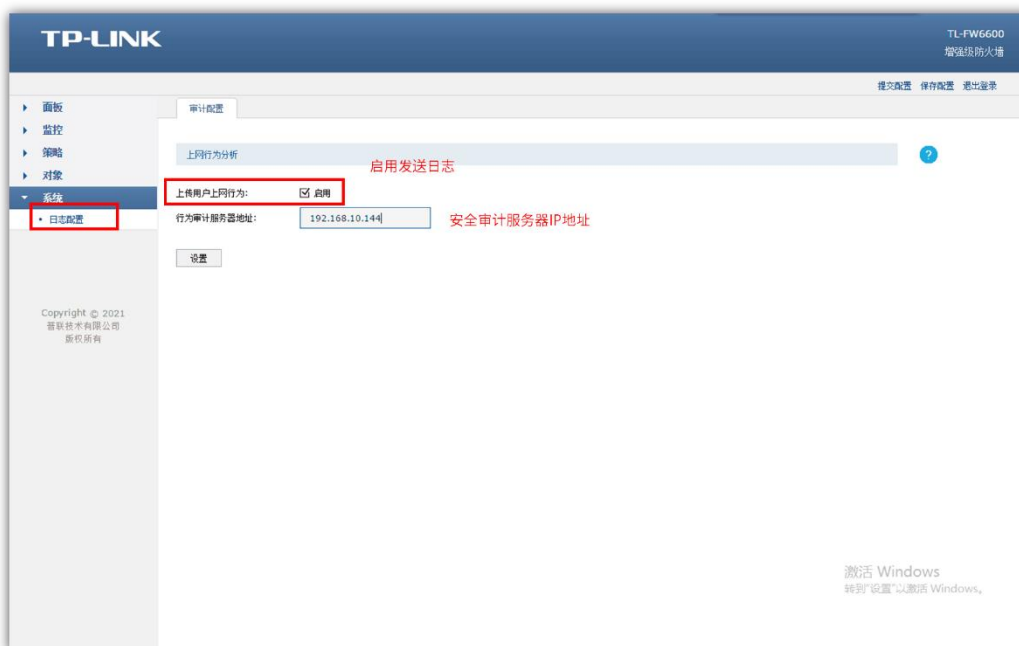 TP-LINK
TL-FW6600
增强级防火墙
提交配置 保存配置 退出登录
面板
监控
策略
对象
系统
日志配置
Copyright © 2021
普联技术有限公司
版权所有
审计配置
上网行为分析
?
启用发送日志
上传用户上网行为: 启用
行为审计服务器地址: 192.168.10.144
安全审计服务器IP地址
设置
激活 Windows
转到"设置"以激活 Windows。